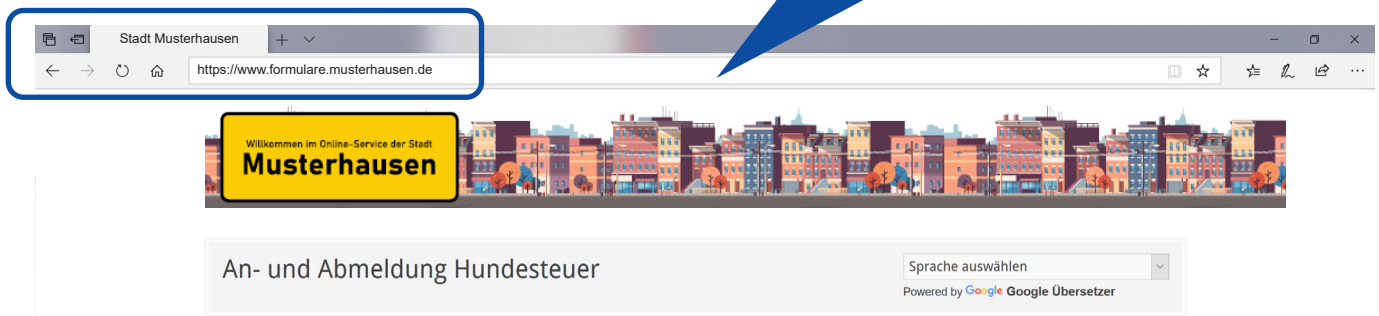 Stadt Musterhausen
https://www.formulare.musterhausen.de
Willkommen im Online-Service der Stadt
Musterhausen
An- und Abmeldung Hundesteuer
Sprache auswählen
Powered by Google Google Übersetzer